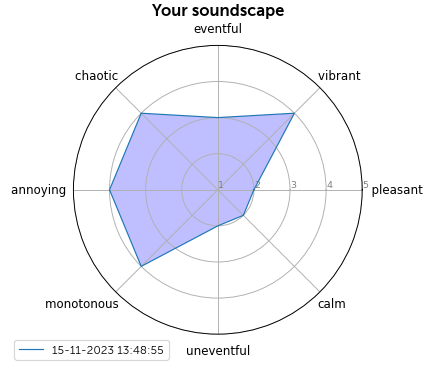 Your soundscape
eventful
chaotic
vibrant
annoying
1
2
3
4
5
pleasant
monotonous
calm
uneventful
15-11-2023 13:48:55